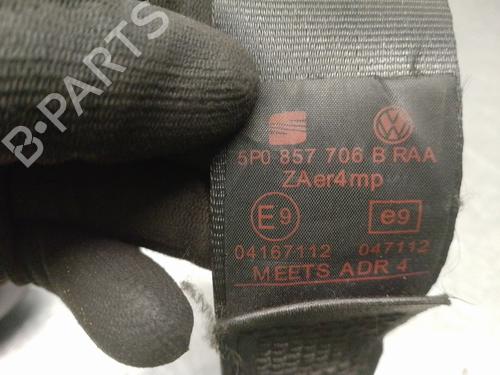 B-PARTS
5P0 857 706 B RAA
ZAer4mp
E9 e9
04167112 047112
MEETS ADR 4